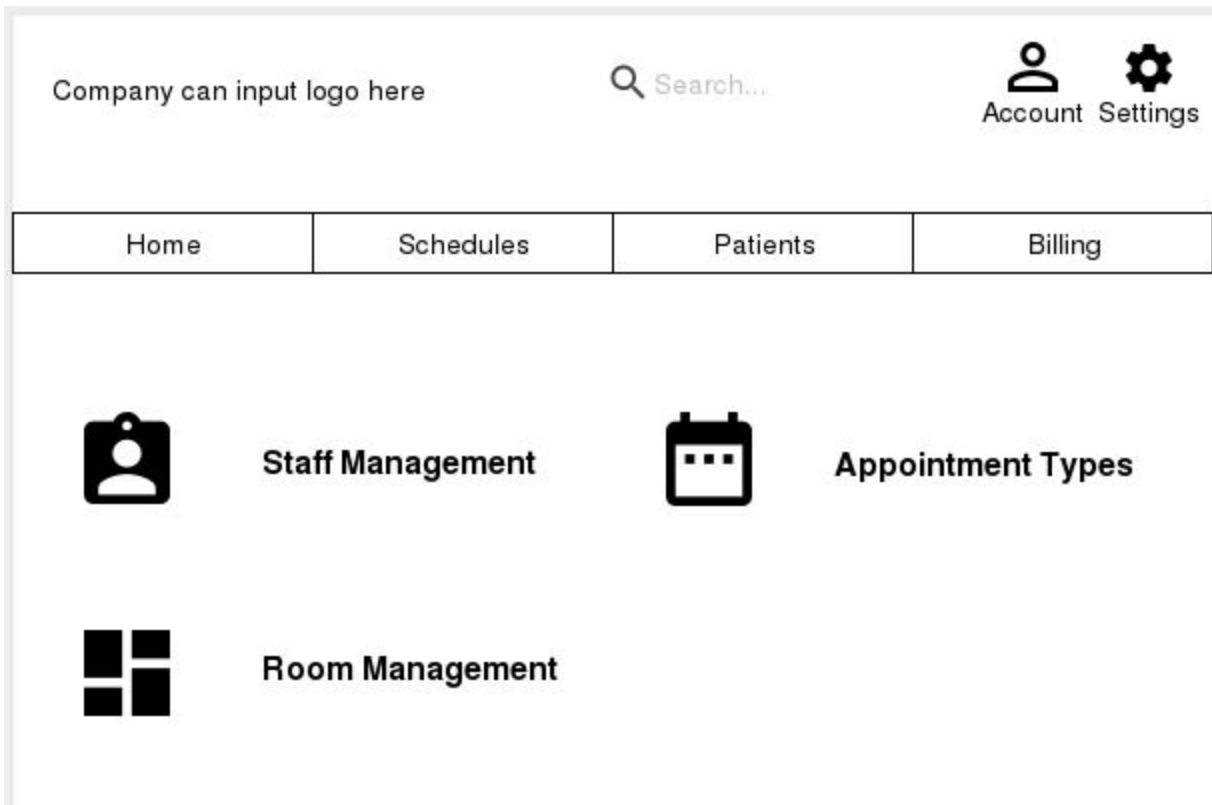 Company can input logo here
Search...
Account Settings
Home Schedules Patients Billing
Staff Management Appointment Types
Room Management